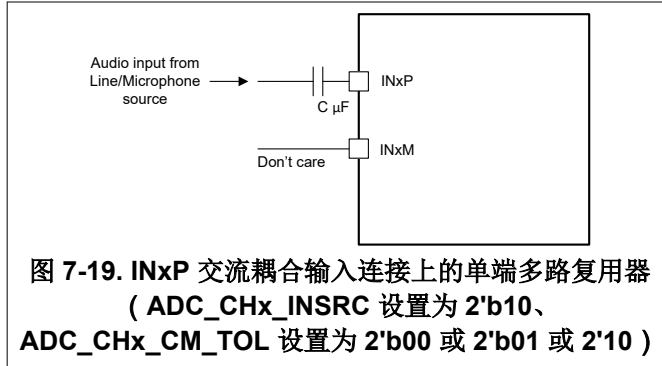 Audio input from
Line/Microphone
source
C µF
INxP
INxM
Don't care
图 7-19. INxP 交流耦合输入连接上的单端多路复用器
（ADC_CHx_INSRC 设置为 2'b10、
ADC_CHx_CM_TOL 设置为 2'b00 或 2'b01 或 2'10）